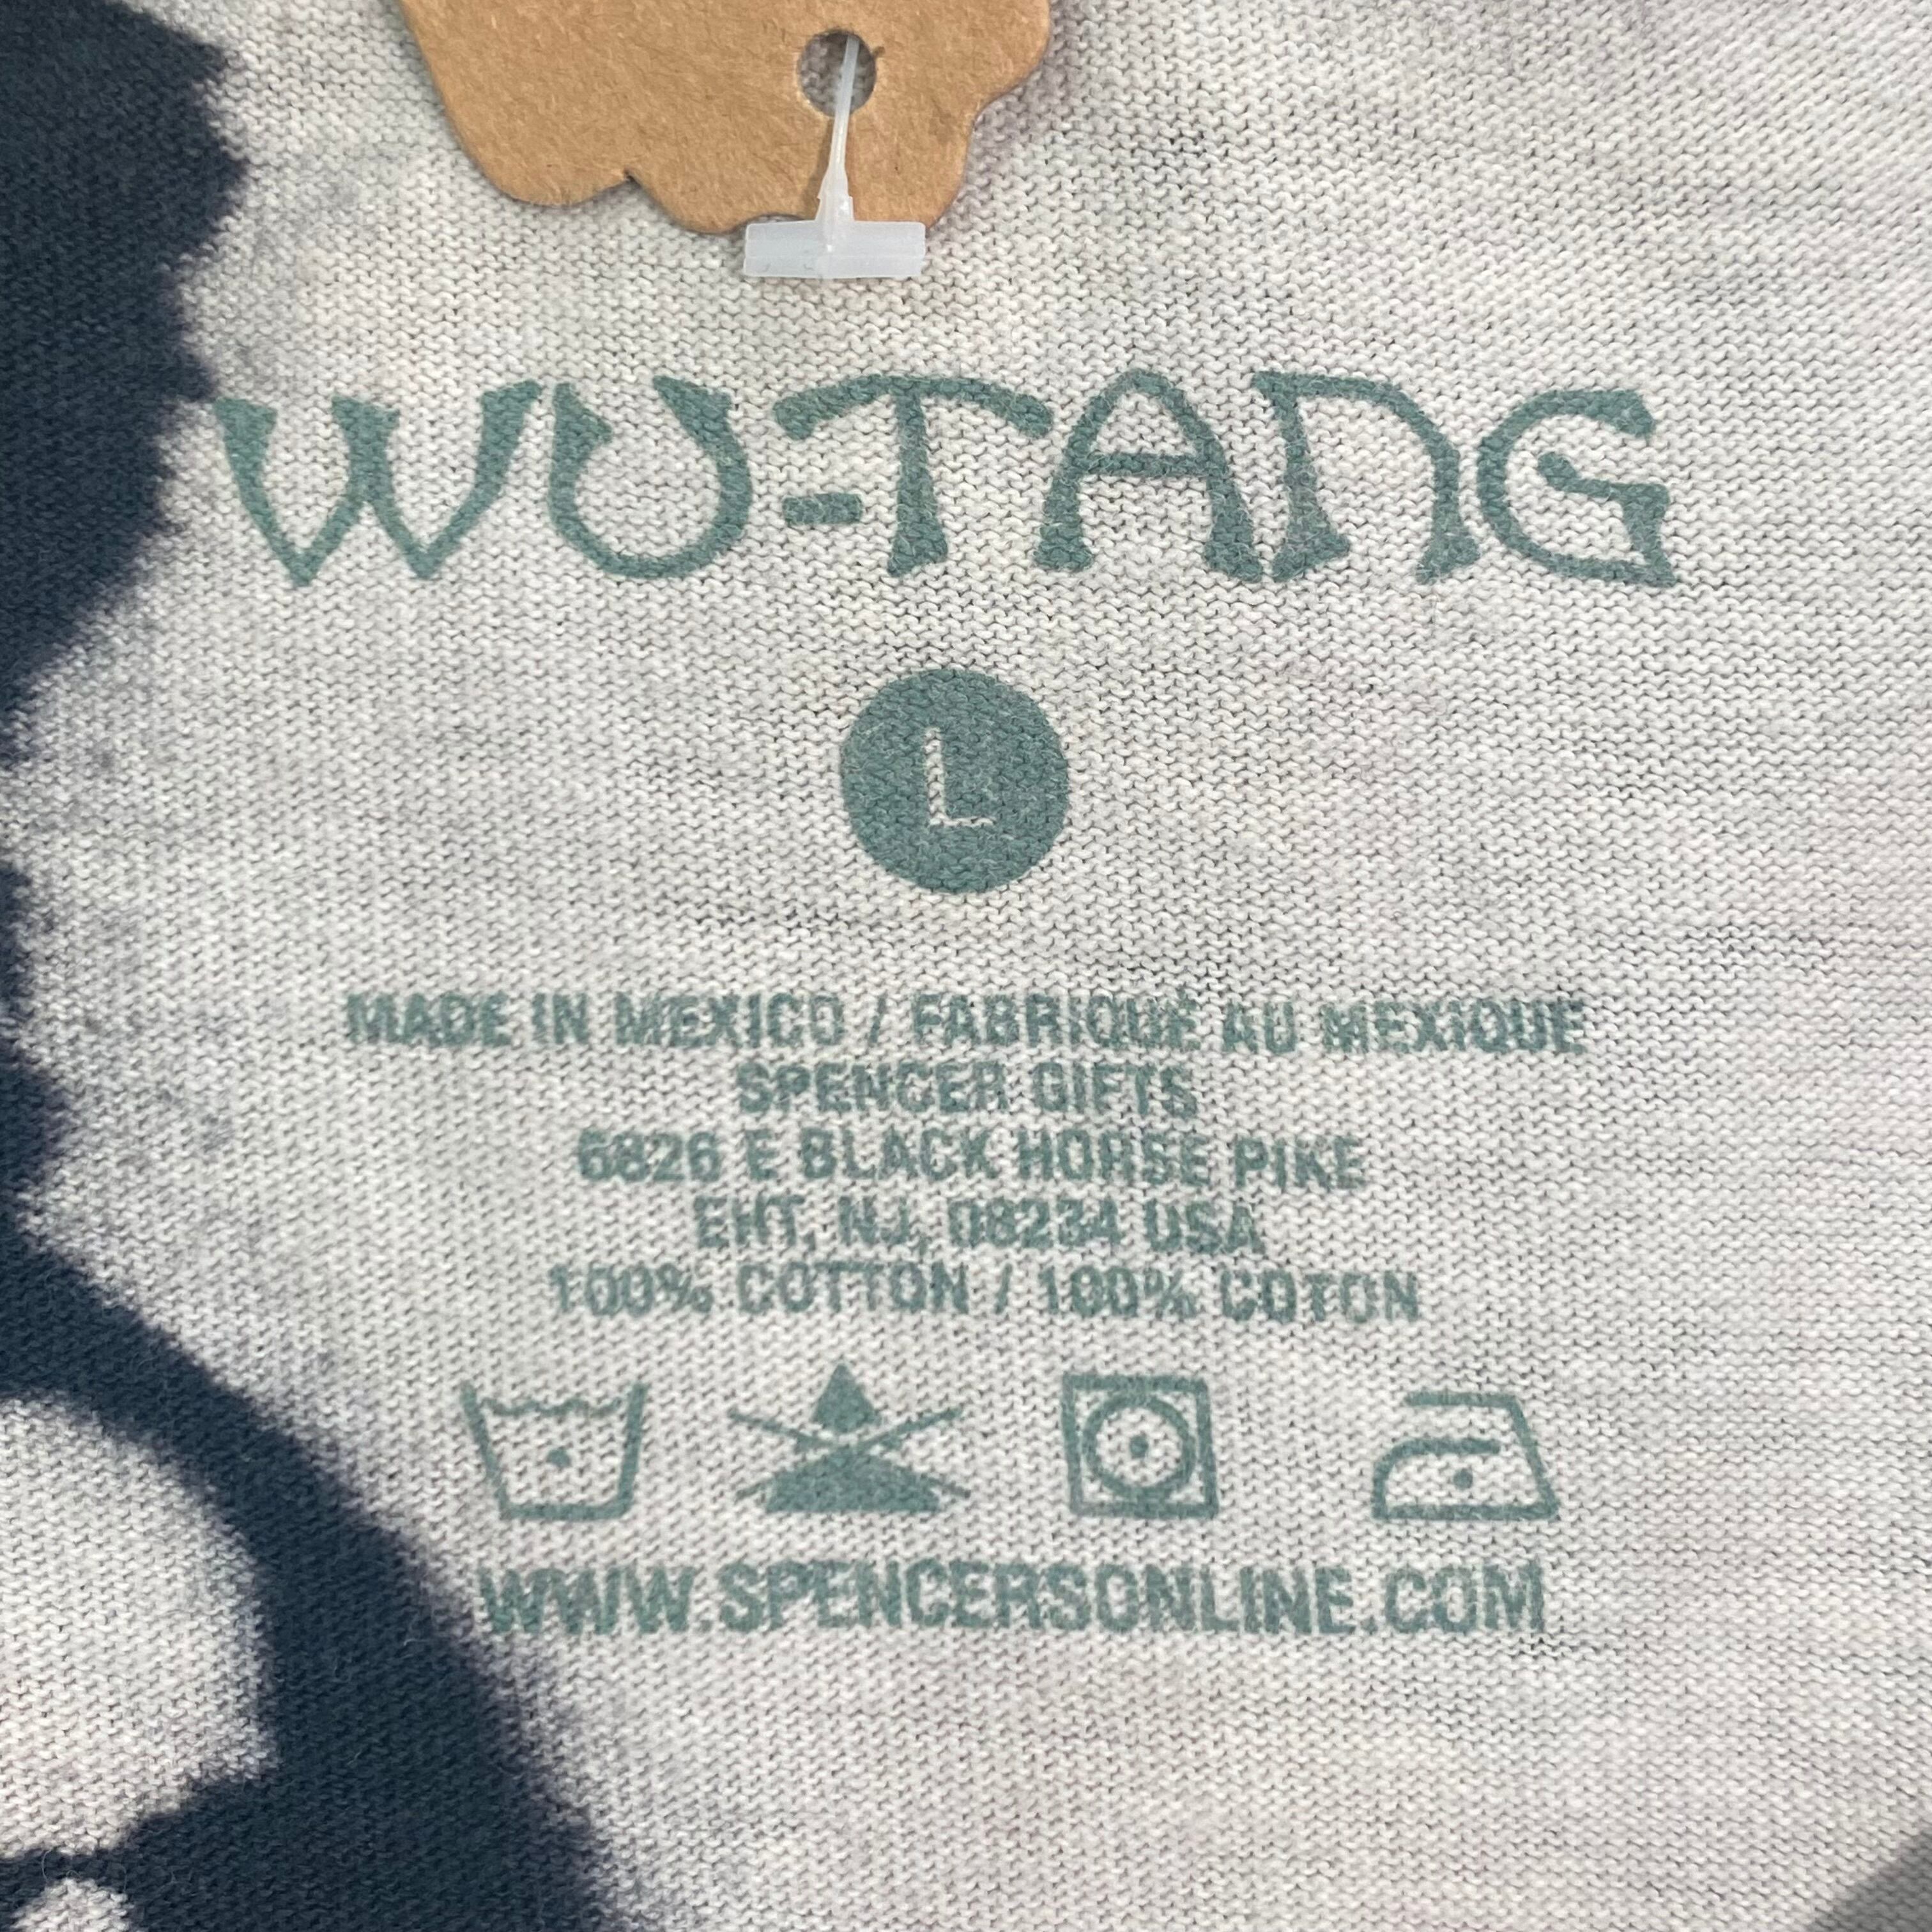 WU-TANG
L
MADE IN MEXICO / FABRIQUÉ AU MEXIQUE
SPENCER GIFTS
6826 E BLACK HORSE PIKE
EHT, NJ, 08234 USA
100% COTTON / 100% COTON
WWW.SPENCERSONLINE.COM